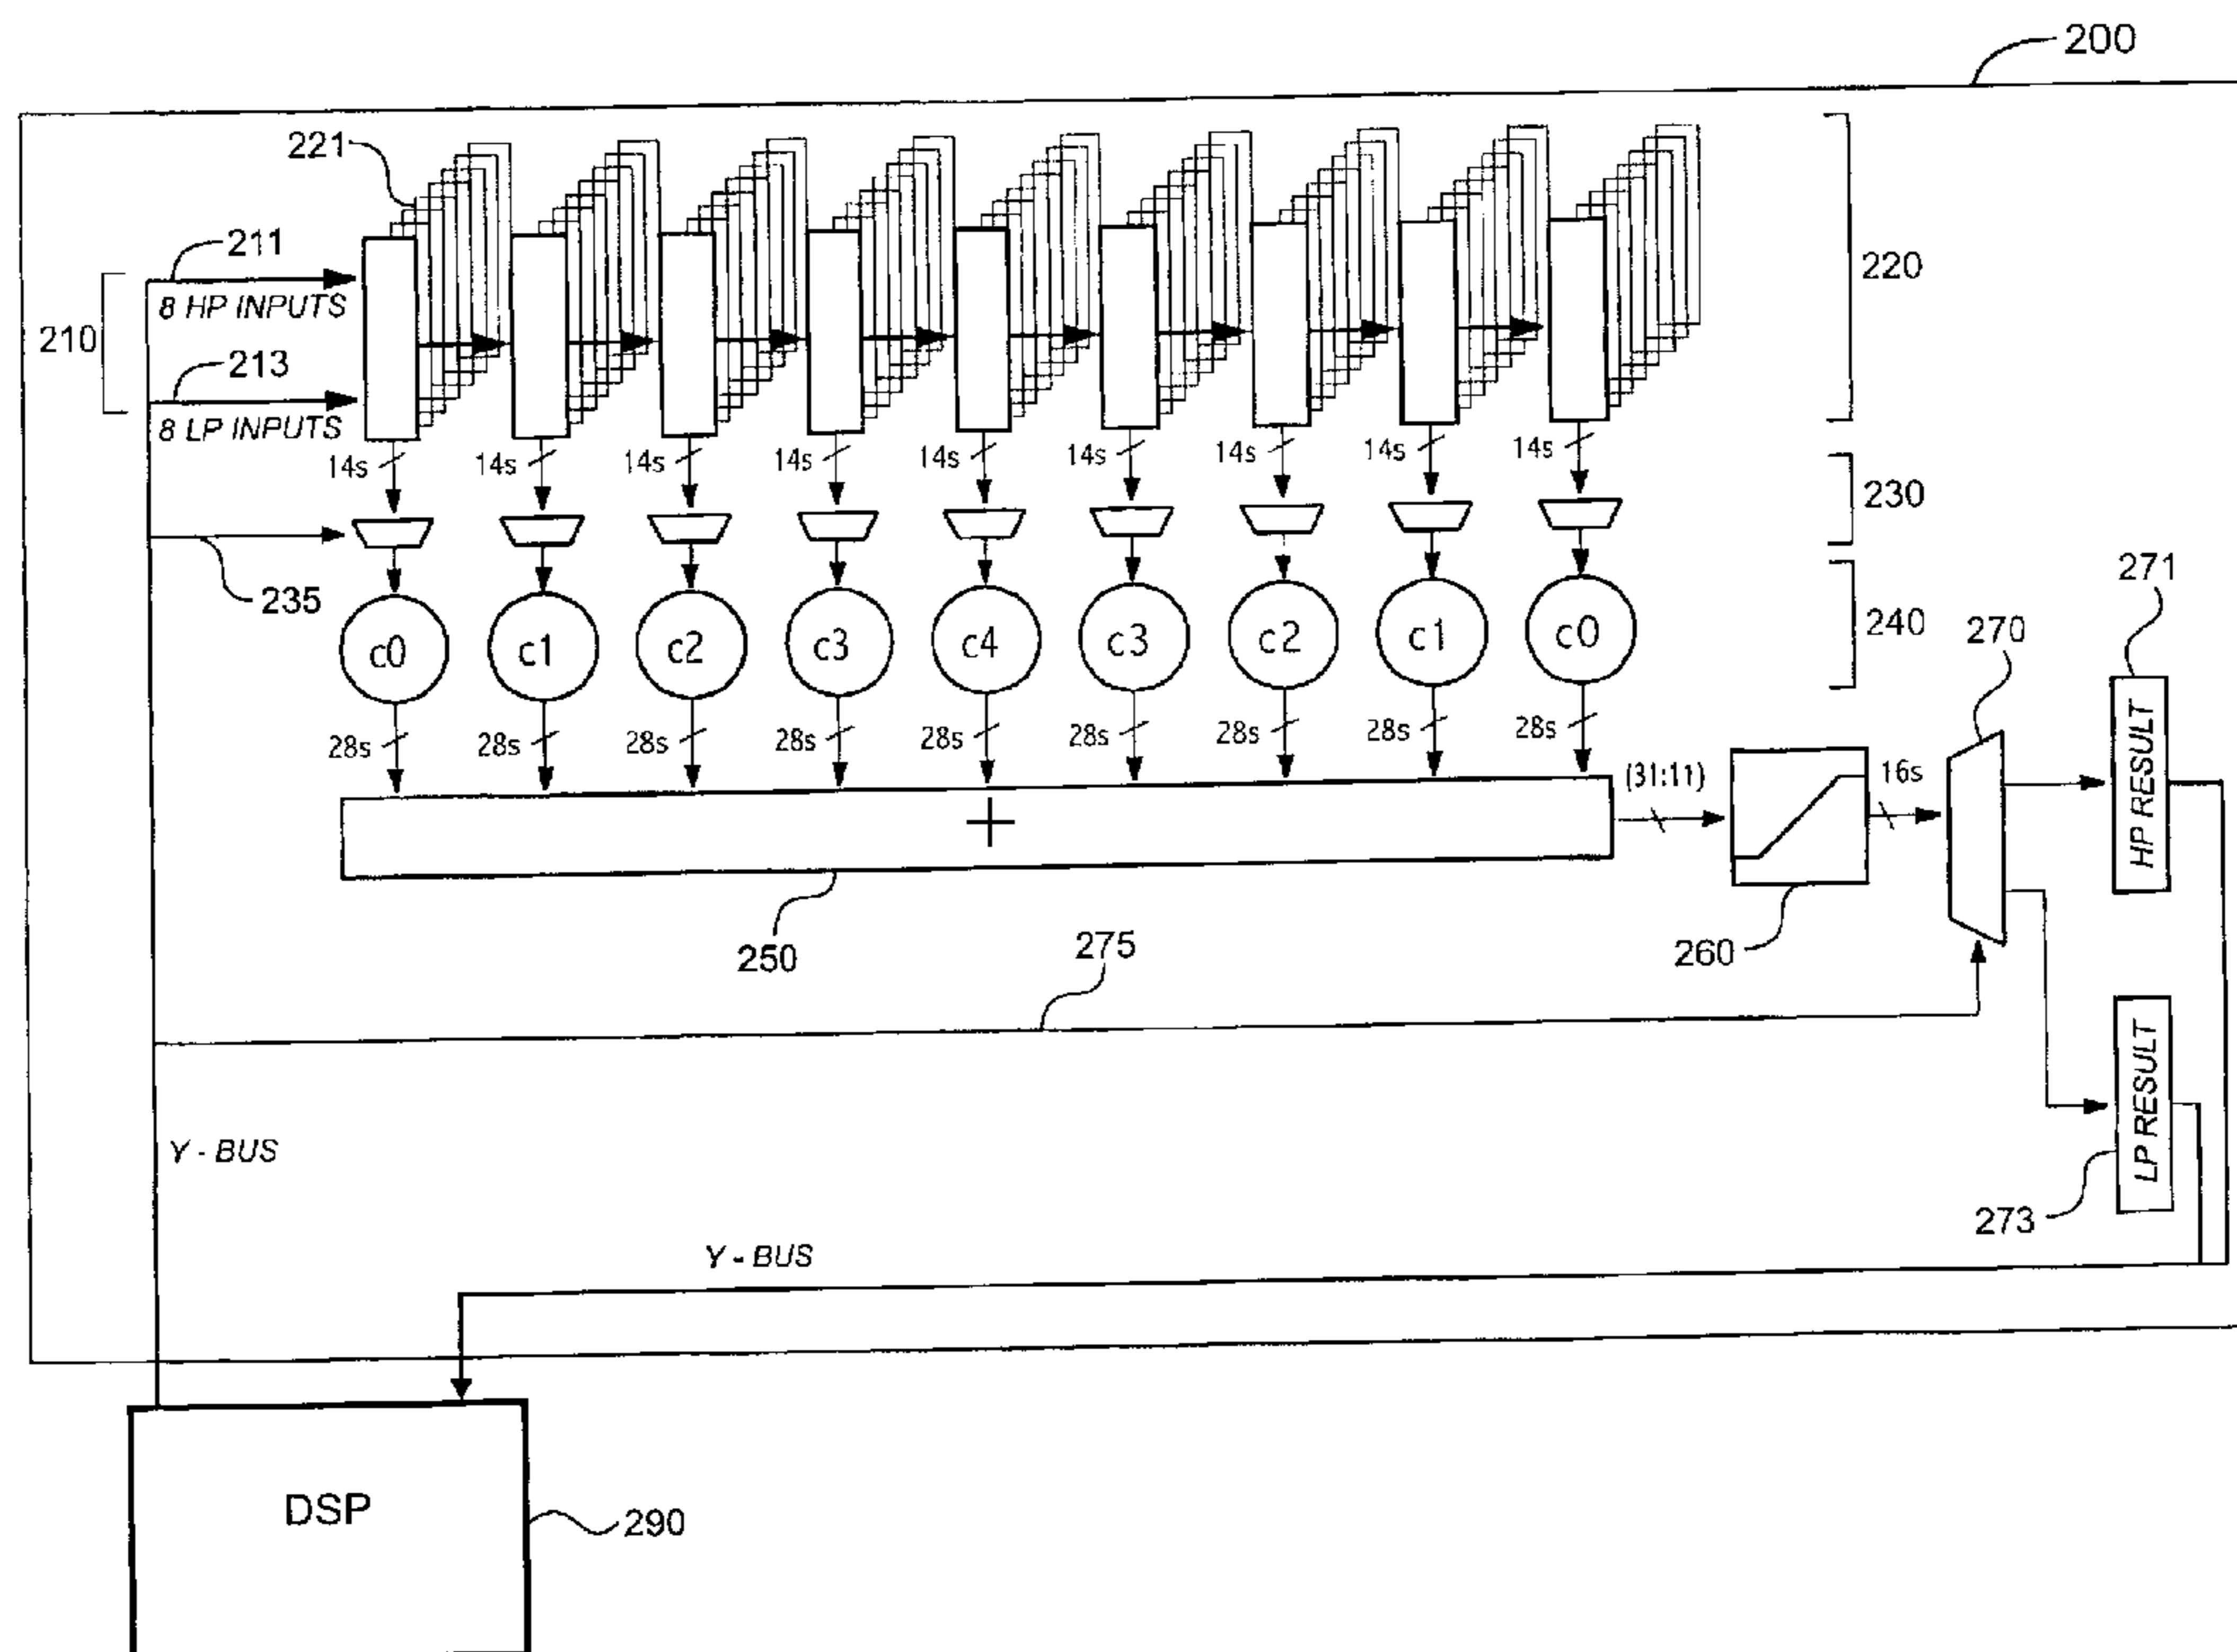 200
221
211
8 HP INPUTS
210
213
8 LP INPUTS
220
14s 14s 14s 14s 14s 14s 14s 14s 14s
230
235
271
270
240
c0 c1 c2 c3 c4 c3 c2 c1 c0
28s 28s 28s 28s 28s 28s 28s 28s 28s
(31:11)
16s
HP RESULT
+
250
260
275
LP RESULT
273
Y - BUS
Y - BUS
DSP
290